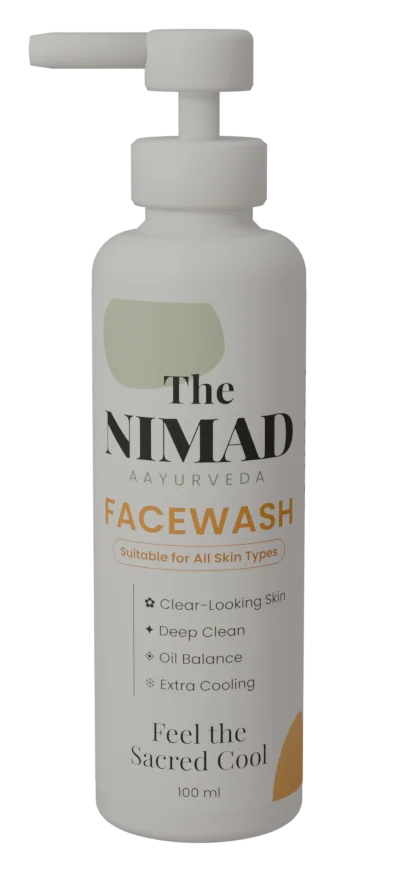 The
NIMAD
AAYURVEDA
FACEWASH
Suitable for All Skin Types
Clear-Looking Skin
Deep Clean
Oil Balance
Extra Cooling
Feel the
Sacred Cool
100 ml